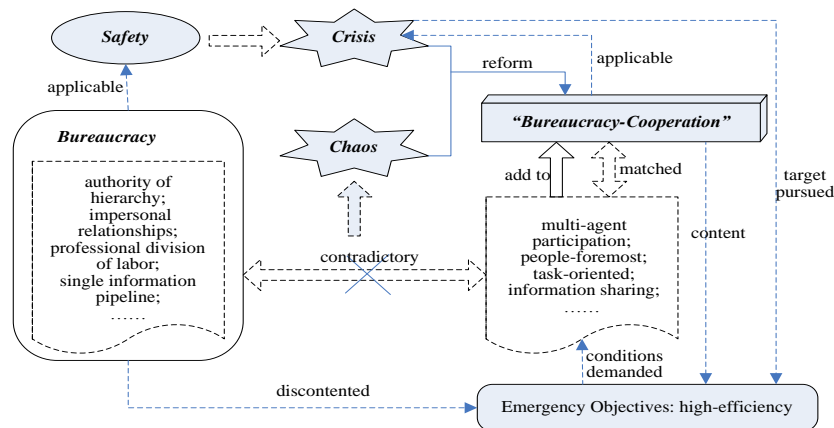 Safety
Crisis
reform
applicable
applicable
Bureaucracy
Chaos
“Bureaucracy-Cooperation”
authority of
hierarchy;
impersonal
relationships;
professional division
of labor;
single information
pipeline;
……
add to
matched
target
pursued
contradictory
multi-agent
participation;
people-foremost;
task-oriented;
information sharing;
……
content
conditions
demanded
discontented
Emergency Objectives: high-efficiency